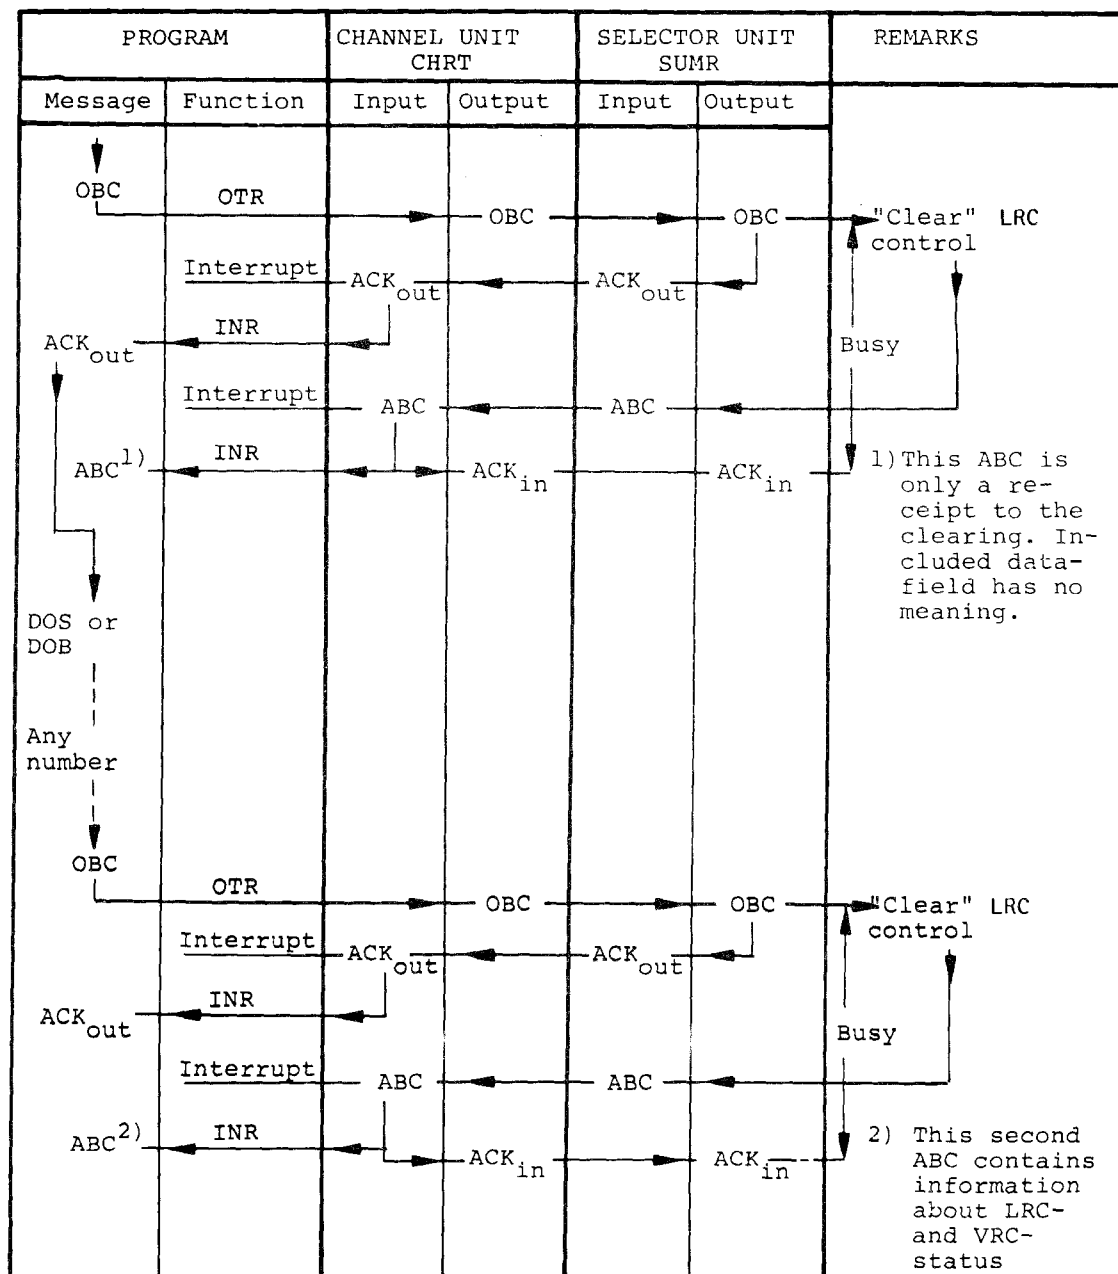 PROGRAM CHANNEL UNIT CHRT SELECTOR UNIT SUMR REMARKS
Message Function Input Output Input Output
OBC OTR OBC OBC "Clear" LRC
control
Interrupt ACKout ACKout
ACKout INR Busy
Interrupt ABC ABC
ABC1) INR ACKin ACKin
1) This ABC is
only a re-
ceipt to the
clearing. In-
cluded data-
field has no
meaning.
DOS or
DOB
Any
number
OBC OTR OBC OBC "Clear" LRC
control
Interrupt ACKout ACKout
ACKout INR Busy
Interrupt ABC ABC
ABC2) INR ACKin ACKin
2) This second
ABC contains
information
about LRC-
and VRC-
status